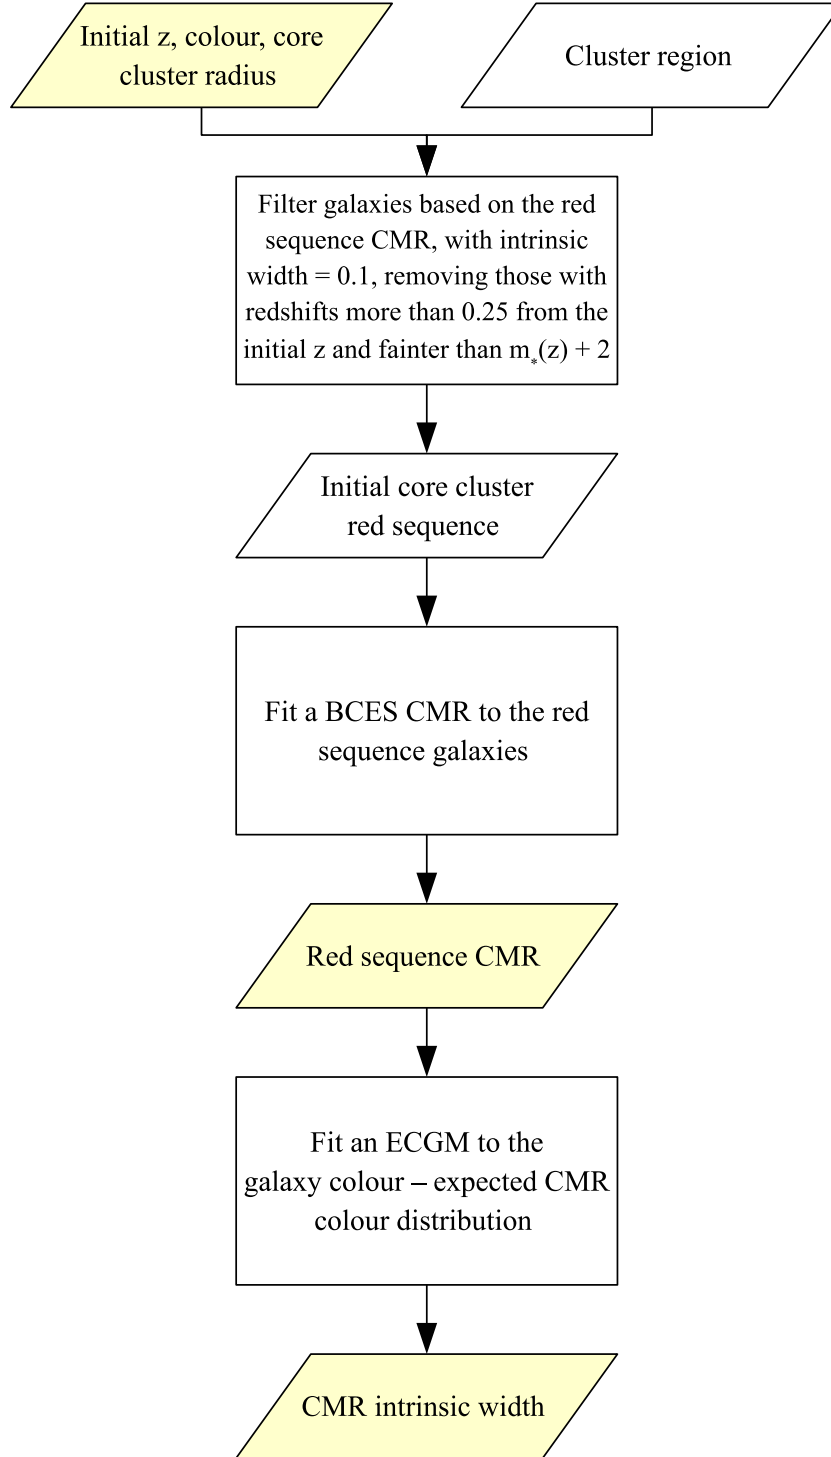 Initial z, colour, core
cluster radius
Cluster region
Filter galaxies based on the red
sequence CMR, with intrinsic
width = 0.1, removing those with
redshifts more than 0.25 from the
initial z and fainter than m*(z) + 2
Initial core cluster
red sequence
Fit a BCES CMR to the red
sequence galaxies
Red sequence CMR
Fit an ECGM to the
galaxy colour – expected CMR
colour distribution
CMR intrinsic width